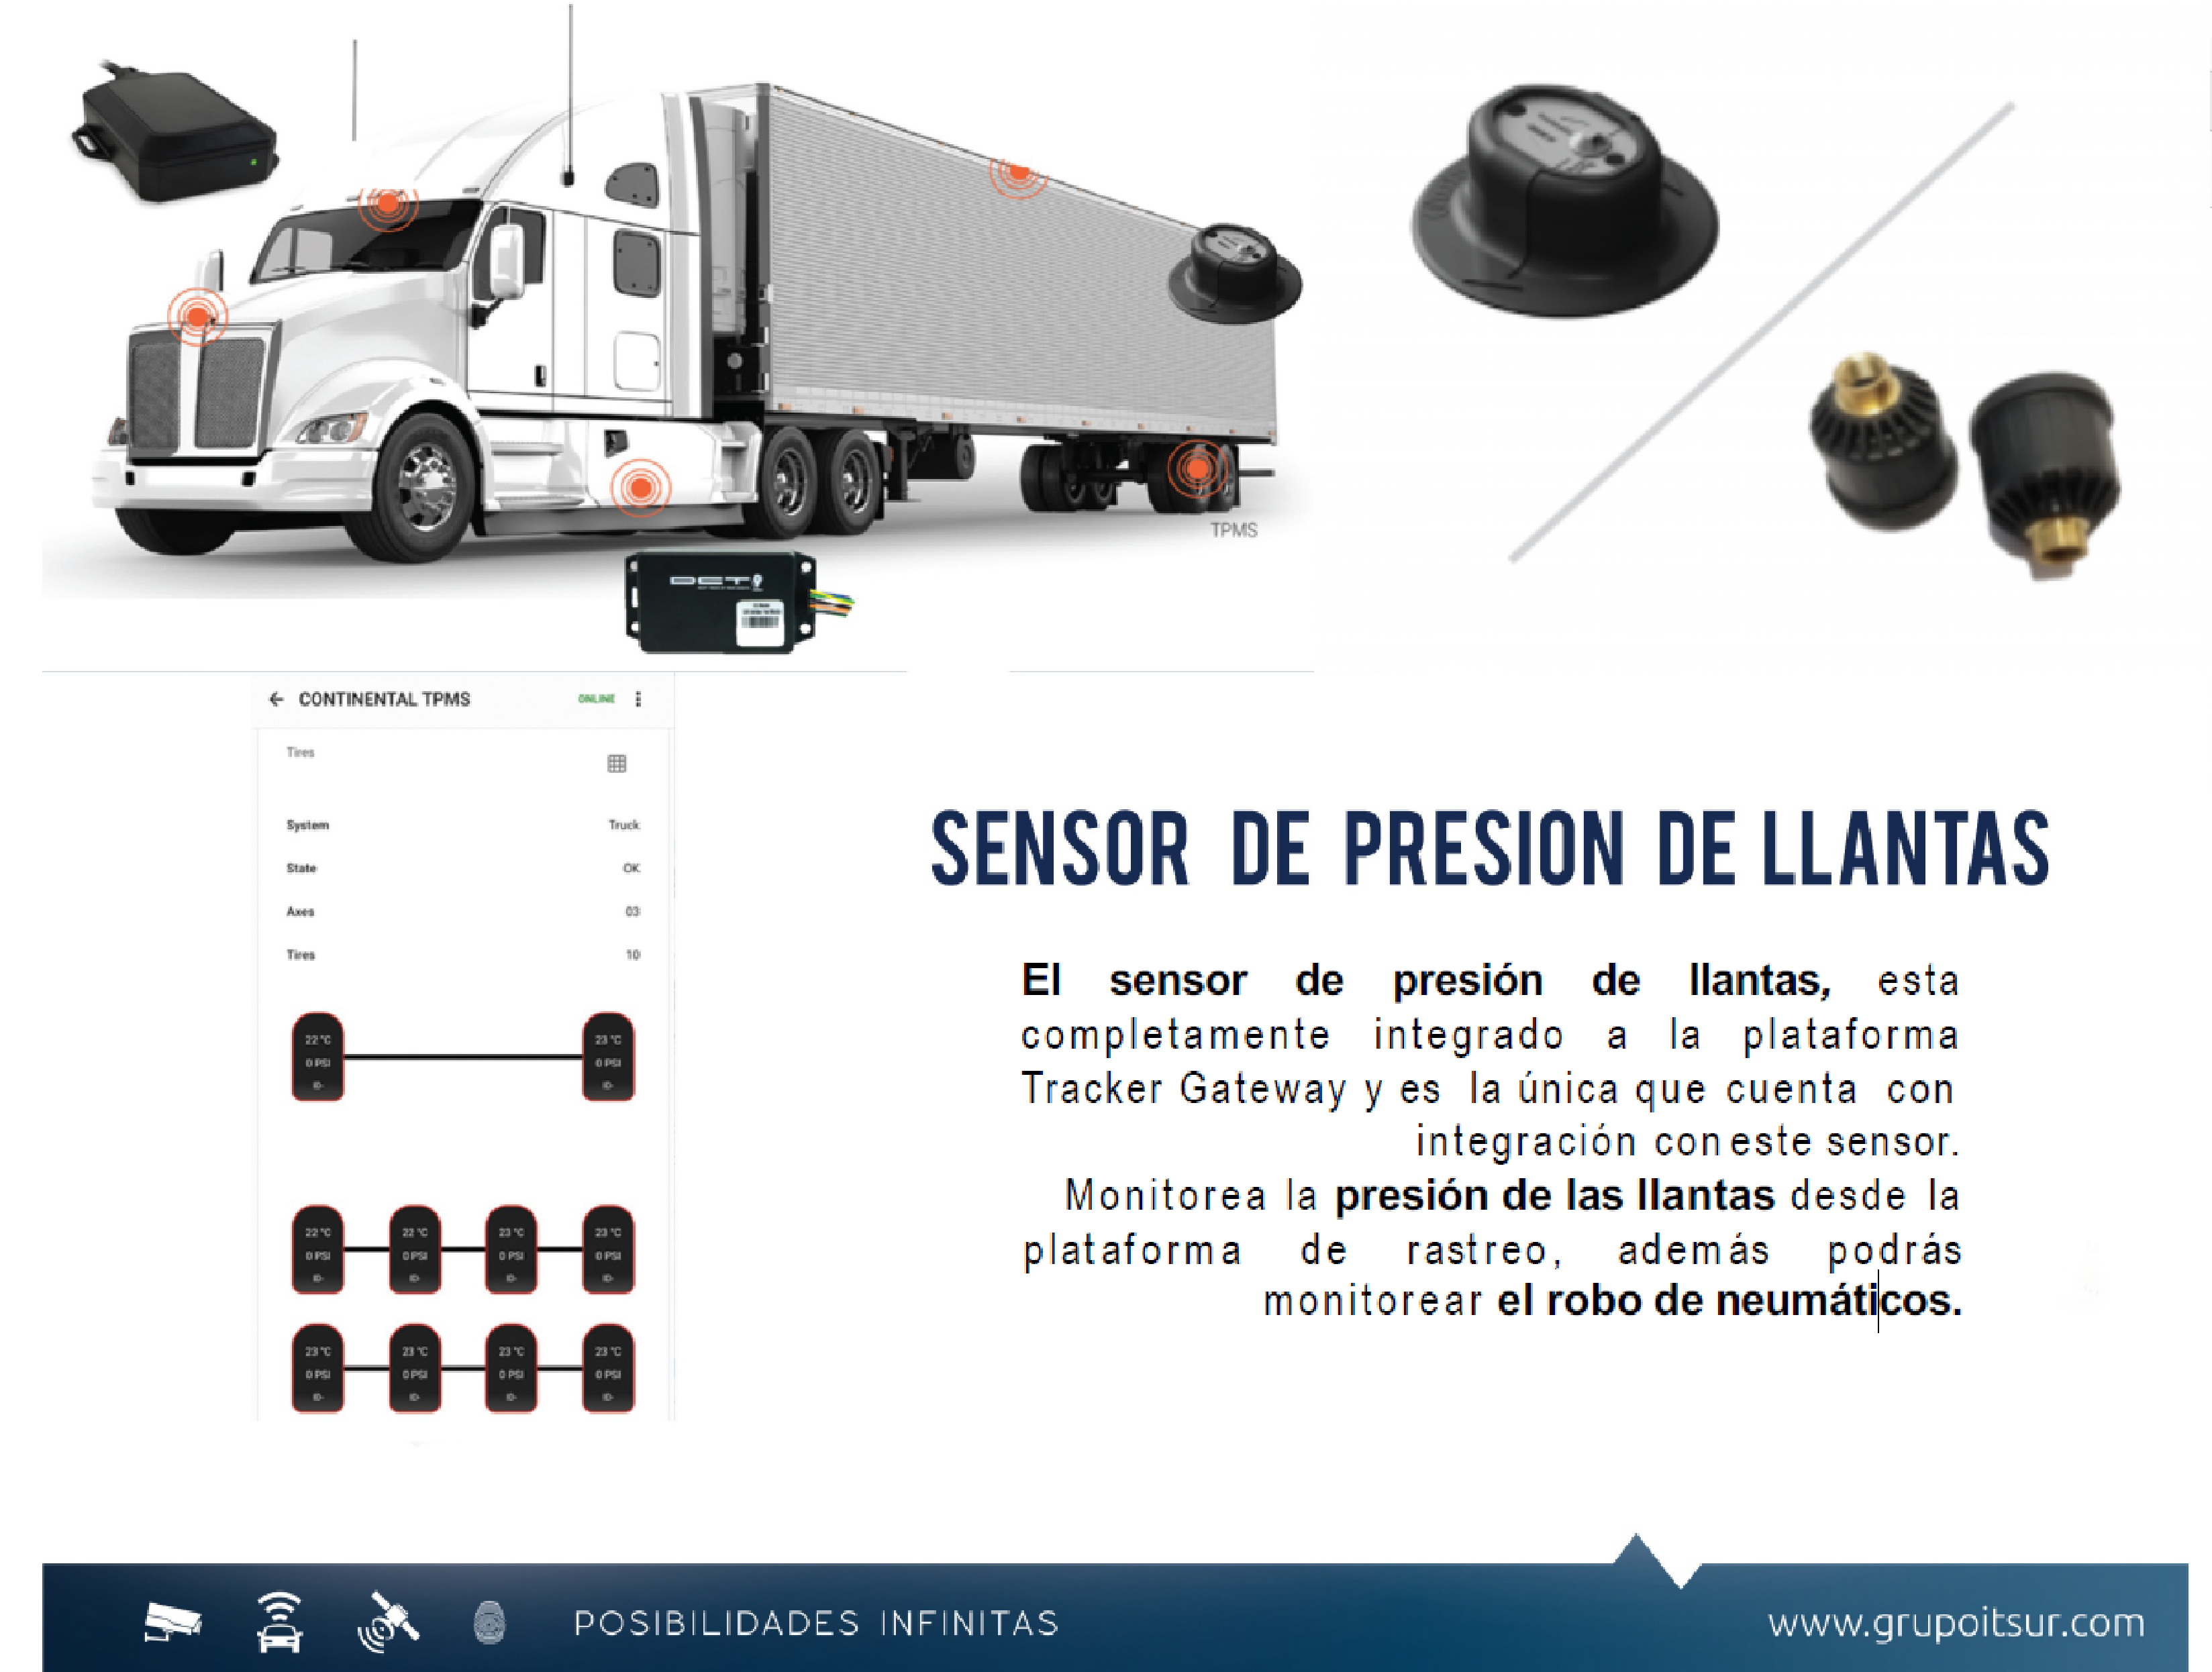 TPMS
DCT
CONTINENTAL TPMS
ONLINE
Tires
System Truck
State OK
Axes 03
Tires 10
22 °C 23 °C
0 PSI 0 PSI
ID- ID-
22 °C 22 °C 23 °C 23 °C
0 PSI 0 PSI 0 PSI 0 PSI
ID- ID- ID- ID-
23 °C 23 °C 23 °C 23 °C
0 PSI 0 PSI 0 PSI 0 PSI
ID- ID- ID- ID-
SENSOR DE PRESION DE LLANTAS
El sensor de presión de llantas, esta
completamente integrado a la plataforma
Tracker Gateway y es la única que cuenta con
integración con este sensor.
Monitorea la presión de las llantas desde la
plataforma de rastreo, además podrás
monitorear el robo de neumáticos.
POSIBILIDADES INFINITAS
www.grupoitsur.com